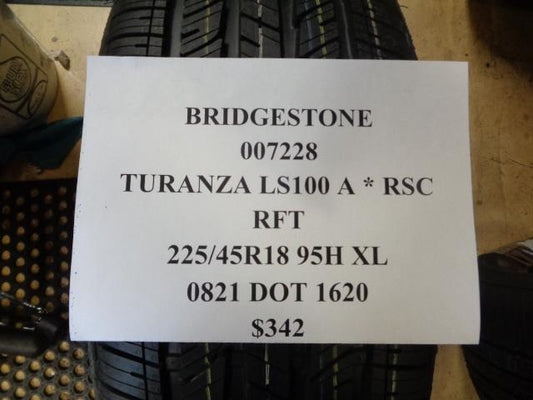 BRIDGESTONE
007228
TURANZA LS100 A * RSC
RFT
225/45R18 95H XL
0821 DOT 1620
$342